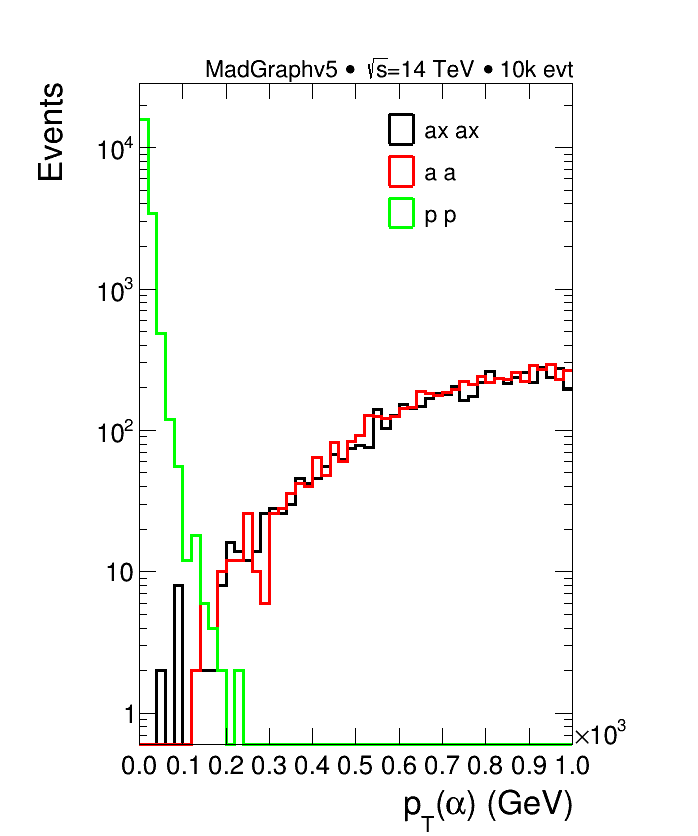 MadGraphv5 • √s=14 TeV • 10k evt
Events
ax ax
a a
p p
10⁴
10³
10²
10
1
×10³
0.0 0.1 0.2 0.3 0.4 0.5 0.6 0.7 0.8 0.9 1.0
p_T(α) (GeV)